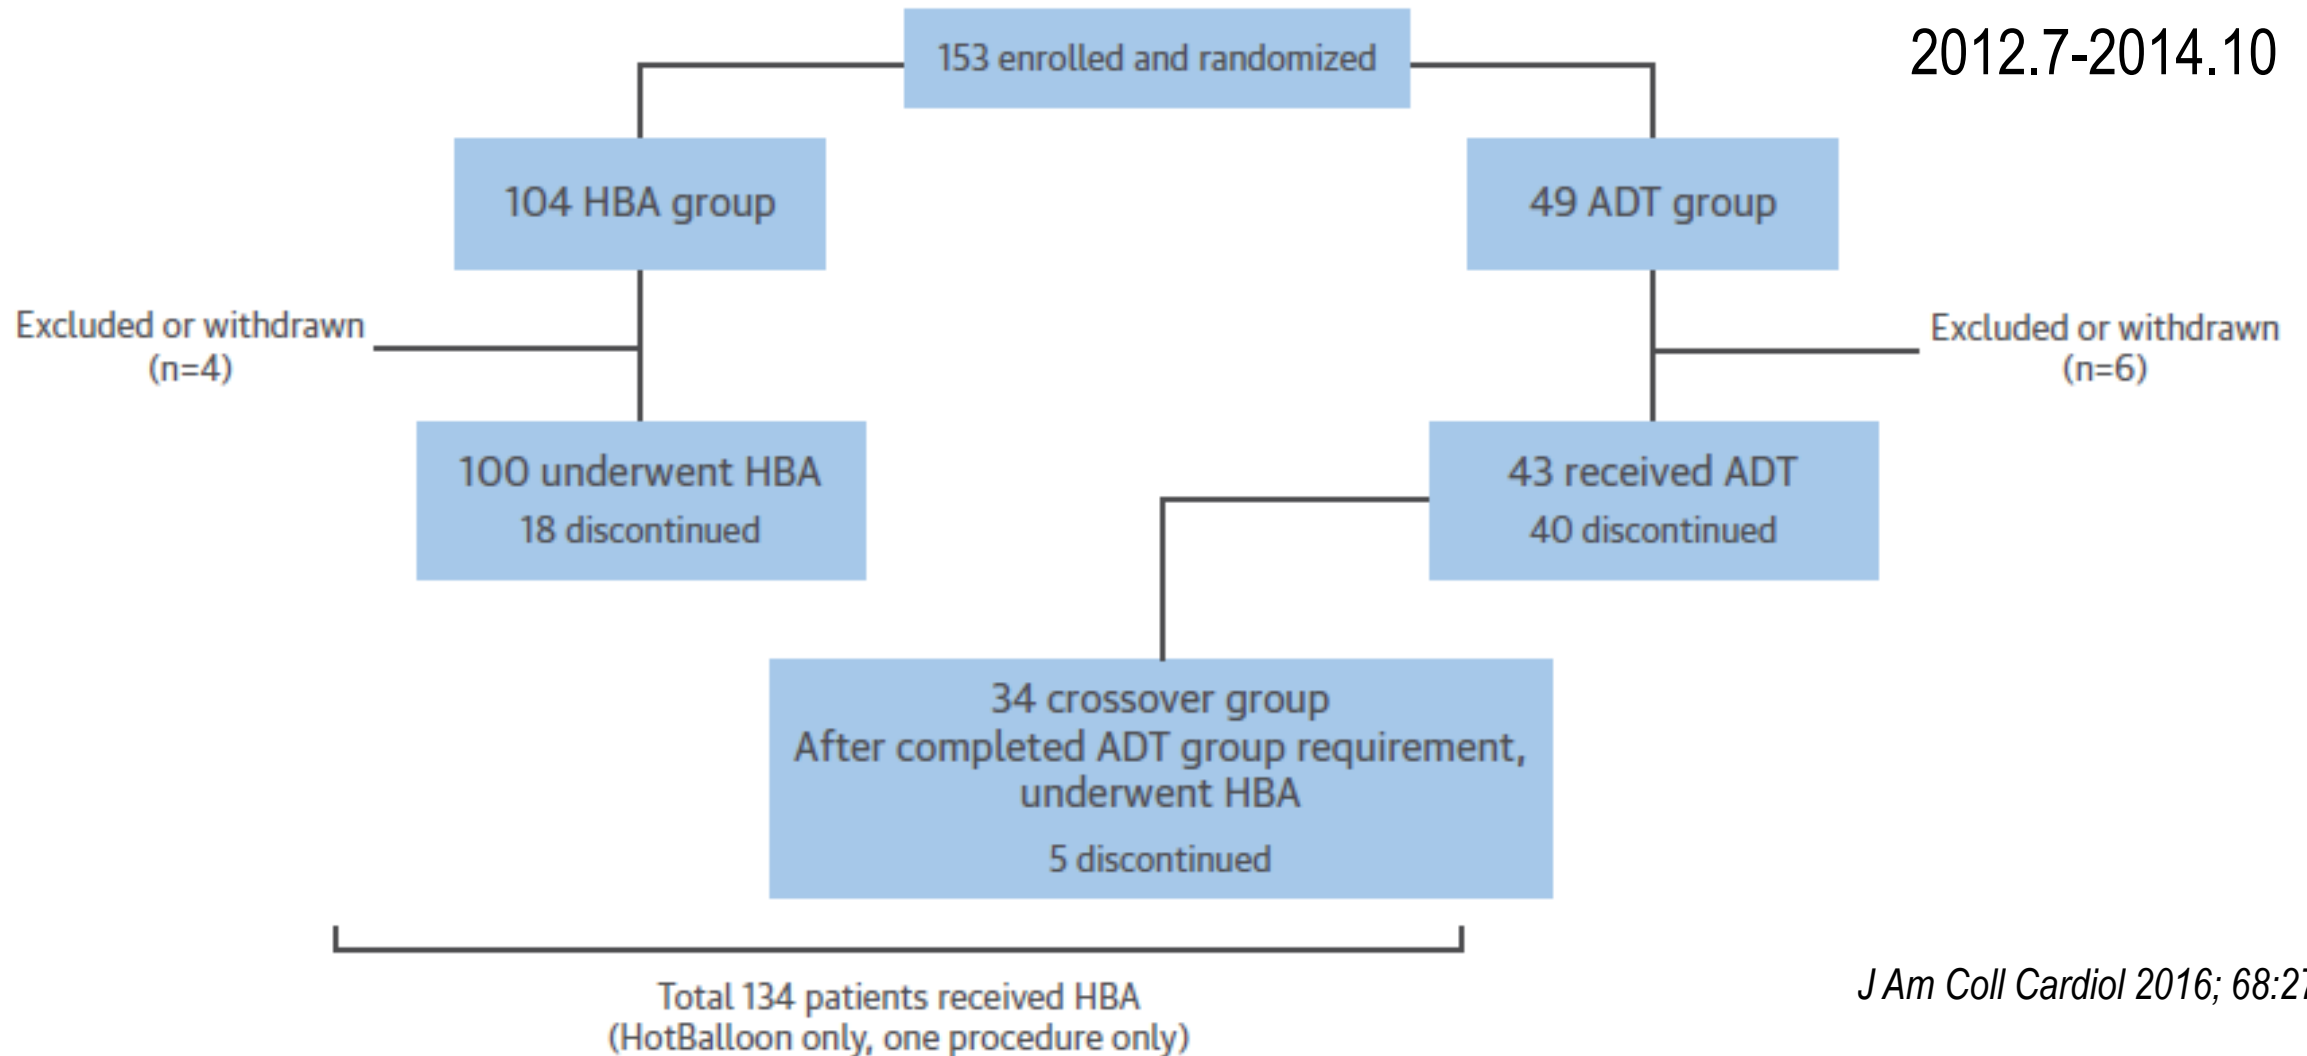 153 enrolled and randomized
2012.7-2014.10
104 HBA group
49 ADT group
Excluded or withdrawn
(n=4)
Excluded or withdrawn
(n=6)
100 underwent HBA
18 discontinued
43 received ADT
40 discontinued
34 crossover group
After completed ADT group requirement,
underwent HBA
5 discontinued
Total 134 patients received HBA
(HotBalloon only, one procedure only)
J Am Coll Cardiol 2016; 68:27